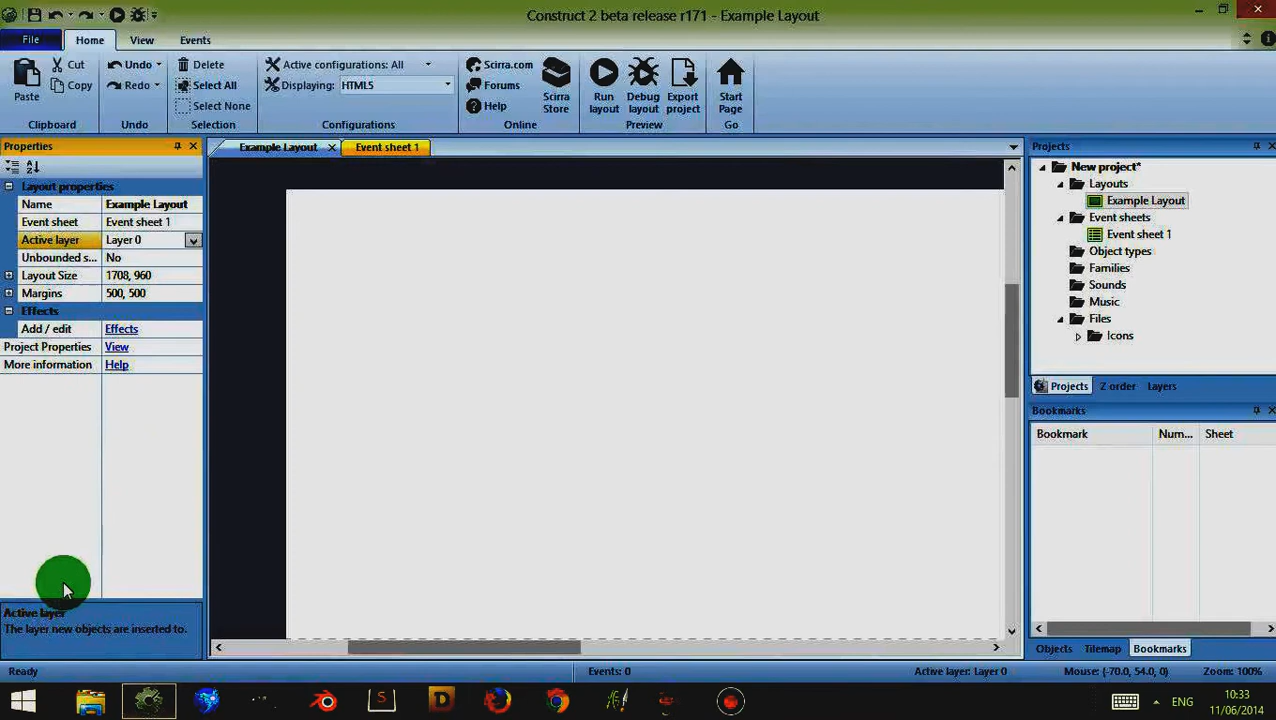 Construct 2 beta release r171 - Example Layout
File Home View Events
Paste
Cut
Copy
Clipboard
Undo
Redo
Undo
Delete
Select All
Select None
Selection
Active configurations: All
Displaying: HTML5
Configurations
Scirra.com
Forums
Help
Scirra
Store
Online
Run
layout
Debug
layout
Export
project
Preview
Start
Page
Go
Properties
Layout properties
Name Example Layout
Event sheet Event sheet 1
Active layer Layer 0
Unbounded s... No
Layout Size 1708, 960
Margins 500, 500
Effects
Add / edit Effects
Project Properties View
More information Help
Active layer
The layer new objects are inserted to.
Example Layout Event sheet 1
Projects
New project*
Layouts
Example Layout
Event sheets
Event sheet 1
Object types
Families
Sounds
Music
Files
Icons
Projects Z order Layers
Bookmarks
Bookmark Num... Sheet
Objects Tilemap Bookmarks
Ready Events: 0 Active layer: Layer 0 Mouse: (-70.0, 54.0, 0) Zoom: 100%
S D ENG
10:33
11/06/2014